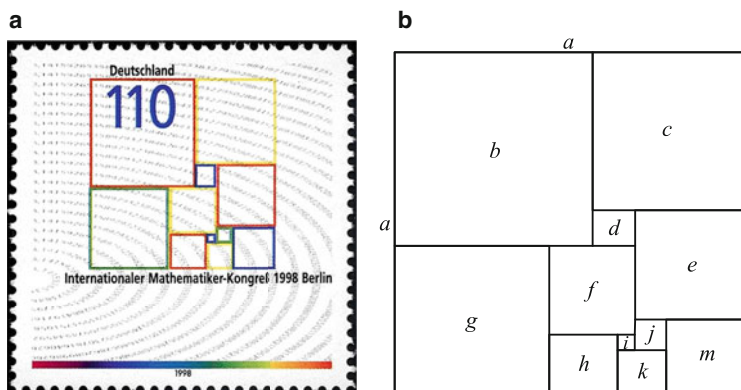 a
Deutschland
110
Internationaler Mathematiker-Kongreß 1998 Berlin
1998
b
a
a
b
c
d
e
f
g
h
i
j
k
m